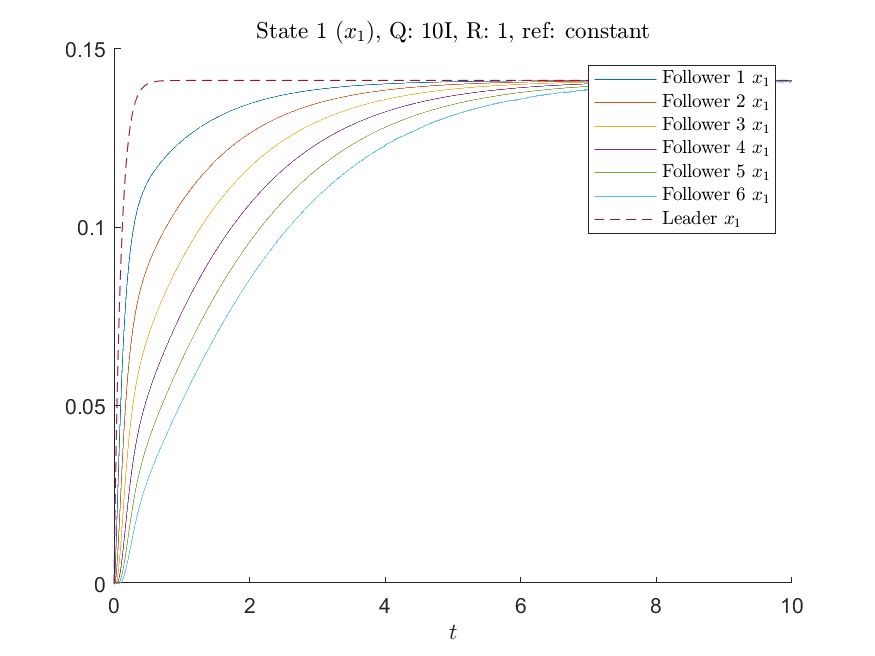 State 1 (x₁), Q: 10I, R: 1, ref: constant
0.15
0.1
0.05
0
0
2
4
6
8
10
t
Follower 1 x₁
Follower 2 x₁
Follower 3 x₁
Follower 4 x₁
Follower 5 x₁
Follower 6 x₁
Leader x₁